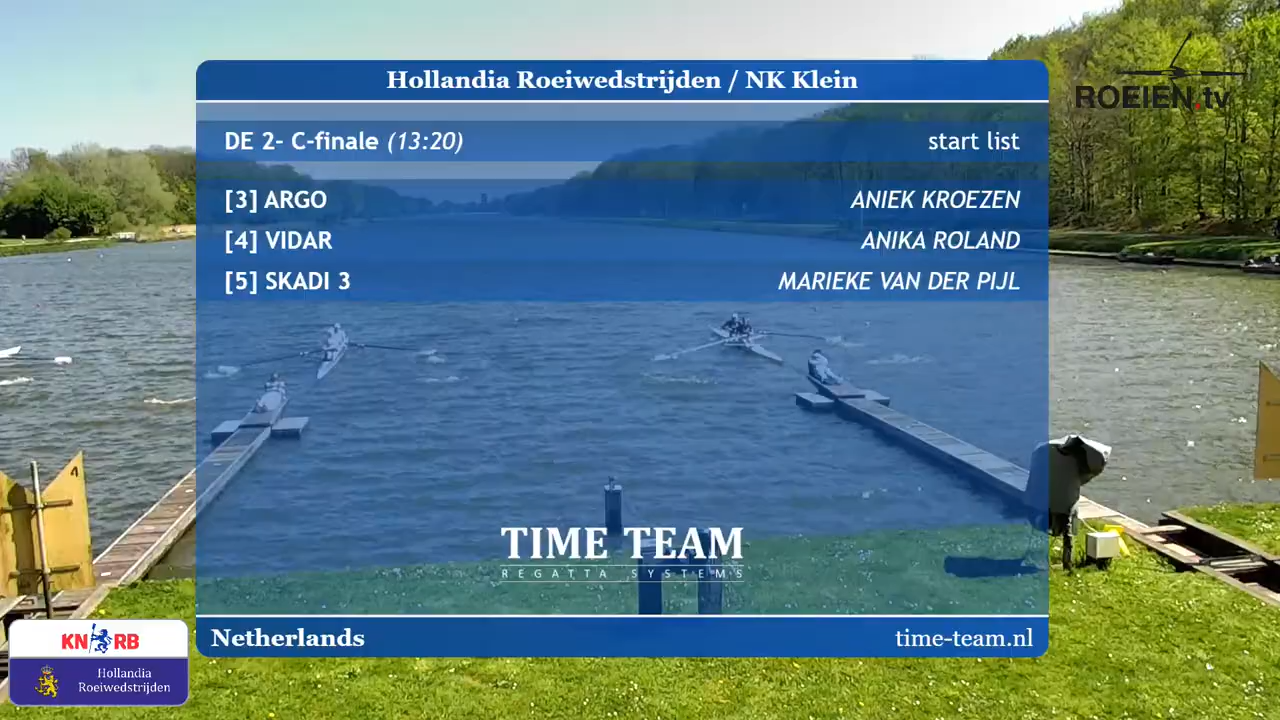 Hollandia Roeiwedstrijden / NK Klein
ROEIEN.tv
DE 2- C-finale (13:20) start list
[3] ARGO ANIEK KROEZEN
[4] VIDAR ANIKA ROLAND
[5] SKADI 3 MARIEKE VAN DER PIJL
4
TIME TEAM
REGATTA SYSTEMS
Netherlands time-team.nl
KNRB
Hollandia
Roeiwedstrijden